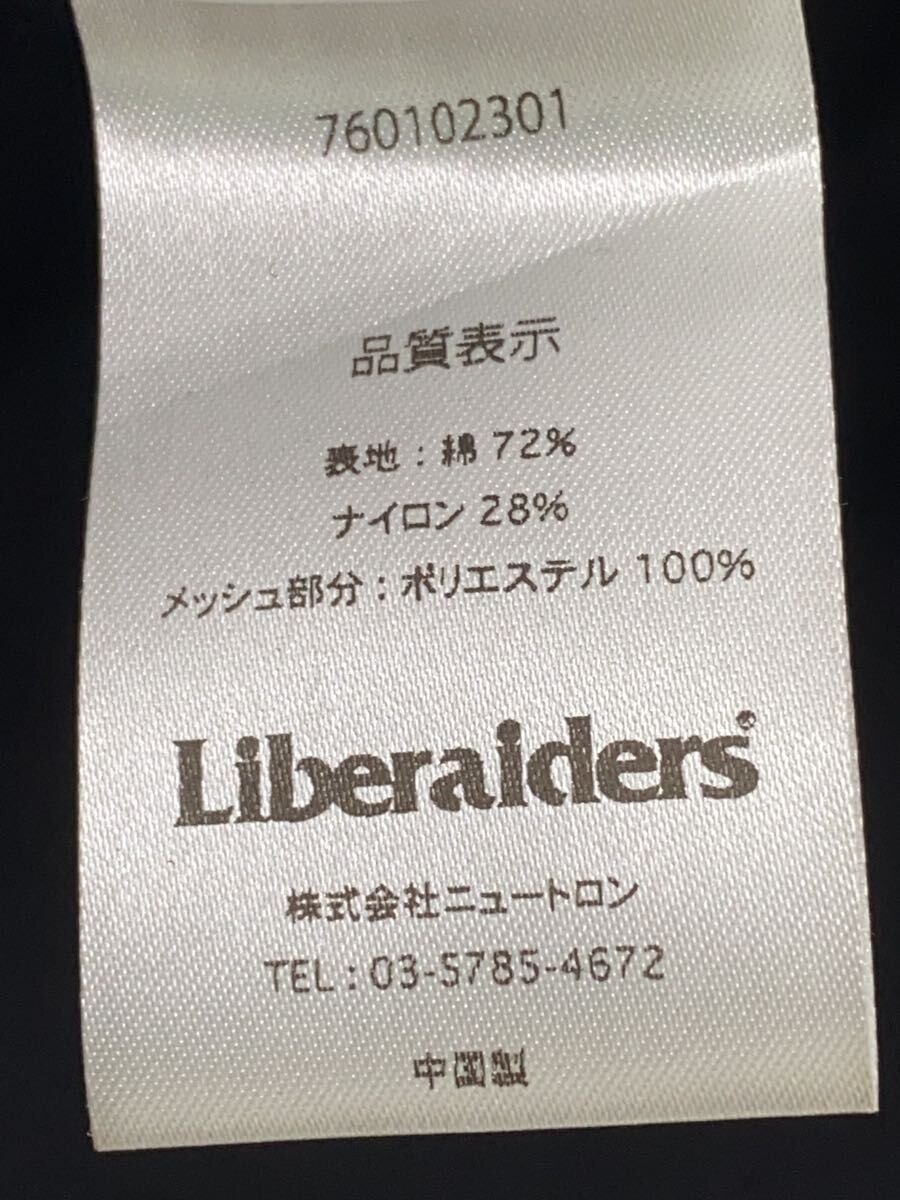 760102301
品質表示
表地 : 綿 72%
ナイロン 28%
メッシュ部分 : ポリエステル 100%
Liberaiders®
株式会社ニュートロン
TEL : 03-5785-4672
中国製